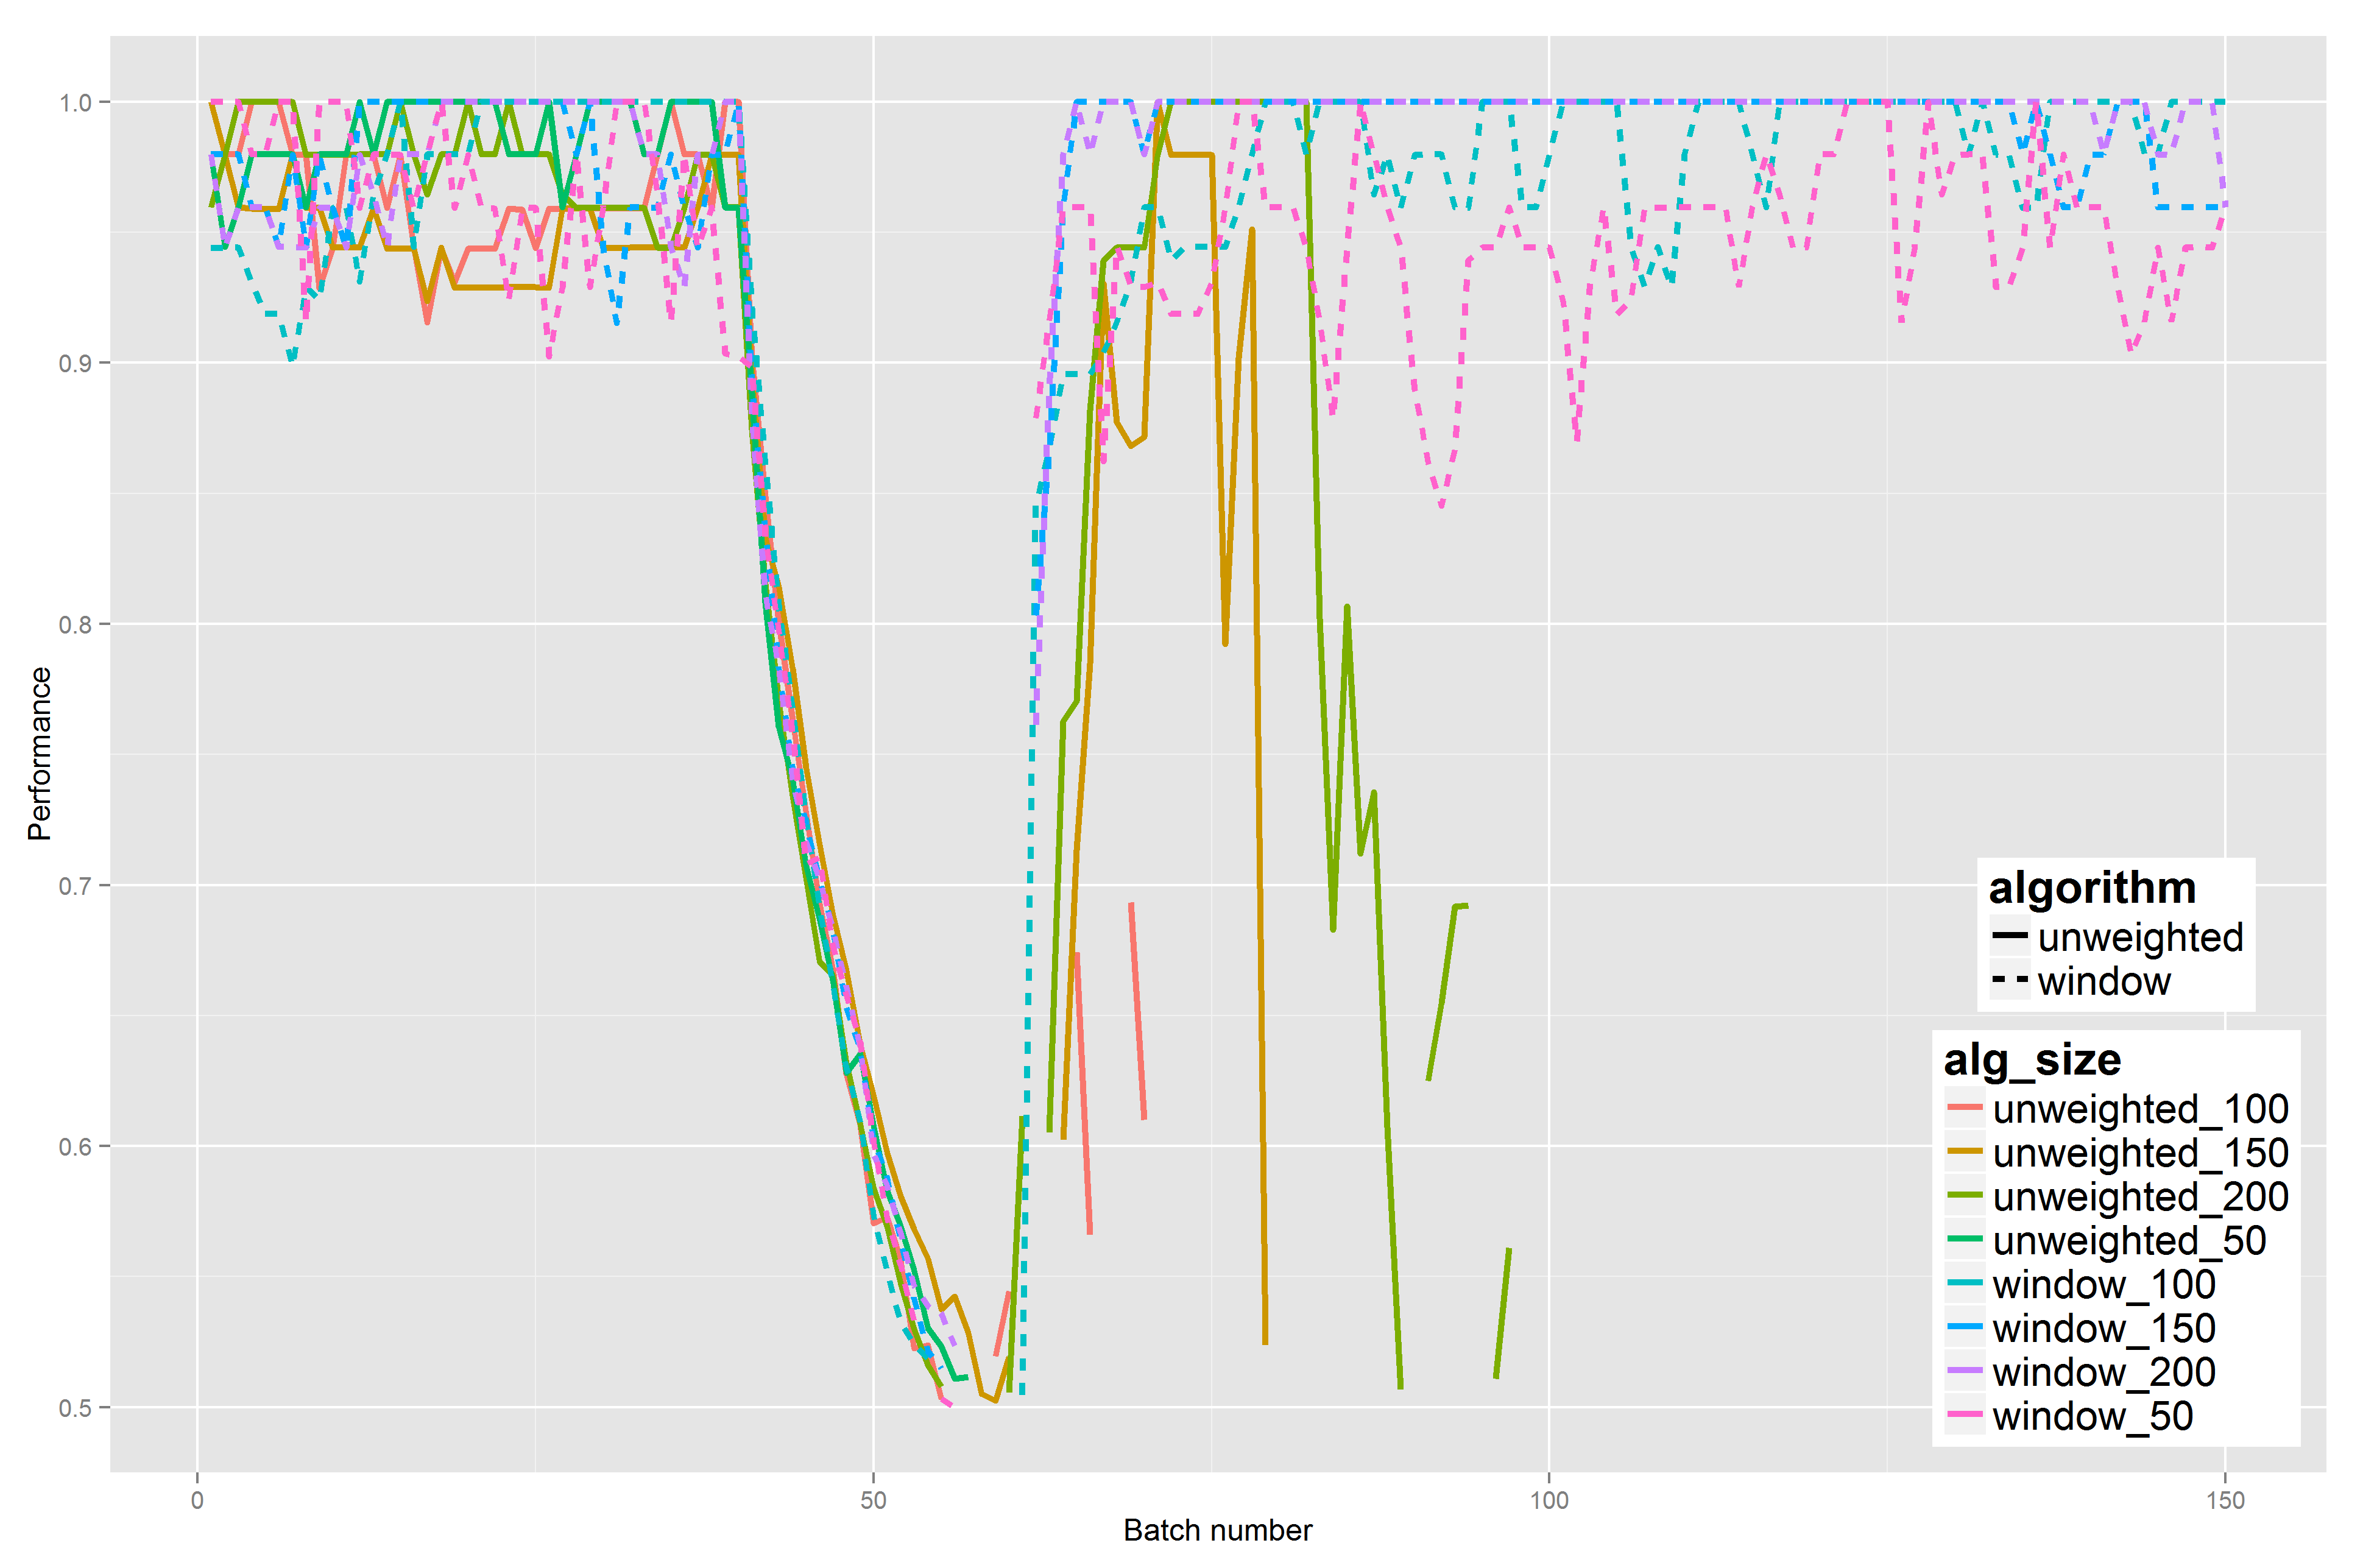 1.0
0.9
0.8
0.7
0.6
0.5
Performance
0
50
100
150
Batch number
algorithm
unweighted
window
alg_size
unweighted_100
unweighted_150
unweighted_200
unweighted_50
window_100
window_150
window_200
window_50